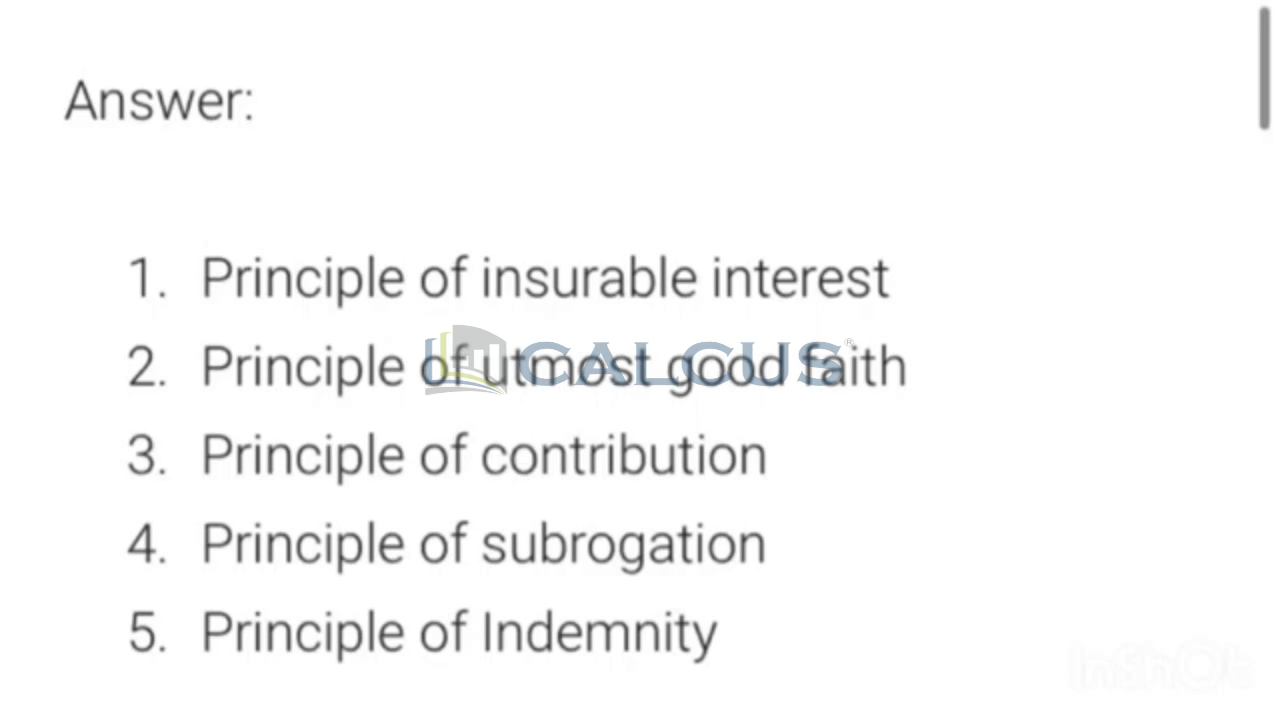 Answer:
1. Principle of insurable interest
2. Principle of utmost good faith
CALCUS®
3. Principle of contribution
4. Principle of subrogation
5. Principle of Indemnity